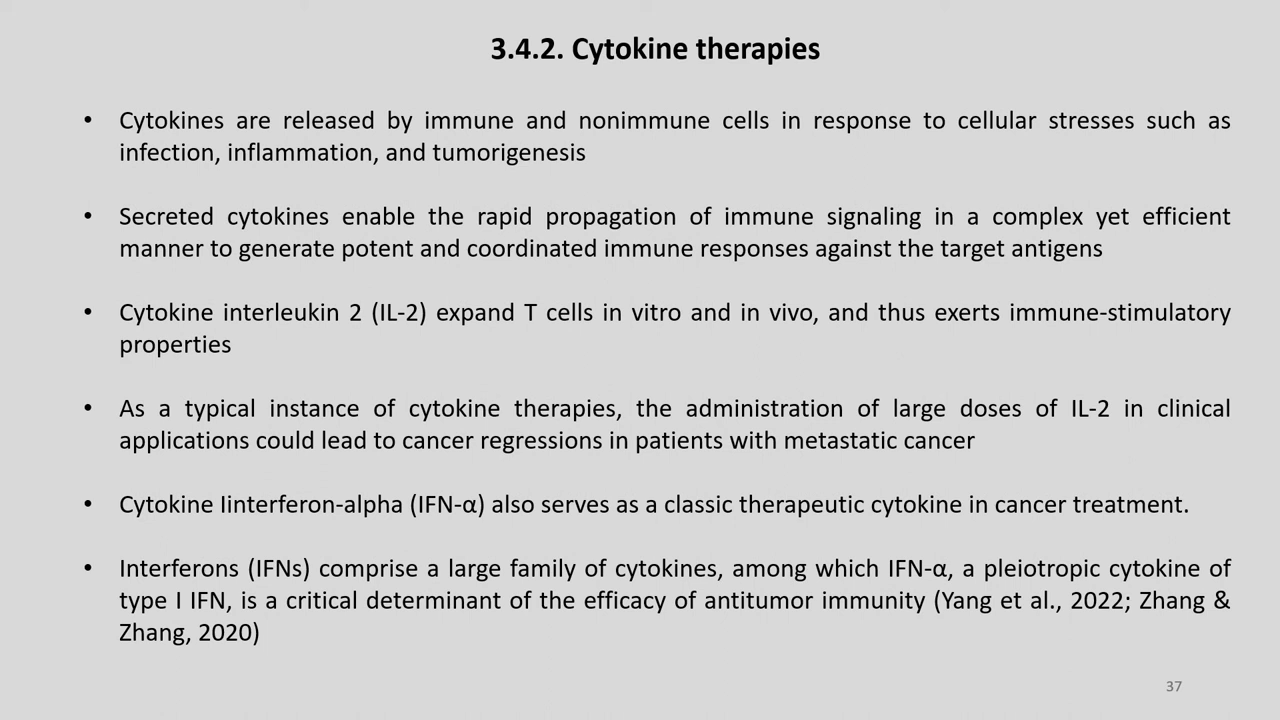 3.4.2. Cytokine therapies
• Cytokines are released by immune and nonimmune cells in response to cellular stresses such as
infection, inflammation, and tumorigenesis
• Secreted cytokines enable the rapid propagation of immune signaling in a complex yet efficient
manner to generate potent and coordinated immune responses against the target antigens
• Cytokine interleukin 2 (IL-2) expand T cells in vitro and in vivo, and thus exerts immune-stimulatory
properties
• As a typical instance of cytokine therapies, the administration of large doses of IL-2 in clinical
applications could lead to cancer regressions in patients with metastatic cancer
• Cytokine Iinterferon-alpha (IFN-α) also serves as a classic therapeutic cytokine in cancer treatment.
• Interferons (IFNs) comprise a large family of cytokines, among which IFN-α, a pleiotropic cytokine of
type I IFN, is a critical determinant of the efficacy of antitumor immunity (Yang et al., 2022; Zhang &
Zhang, 2020)
37